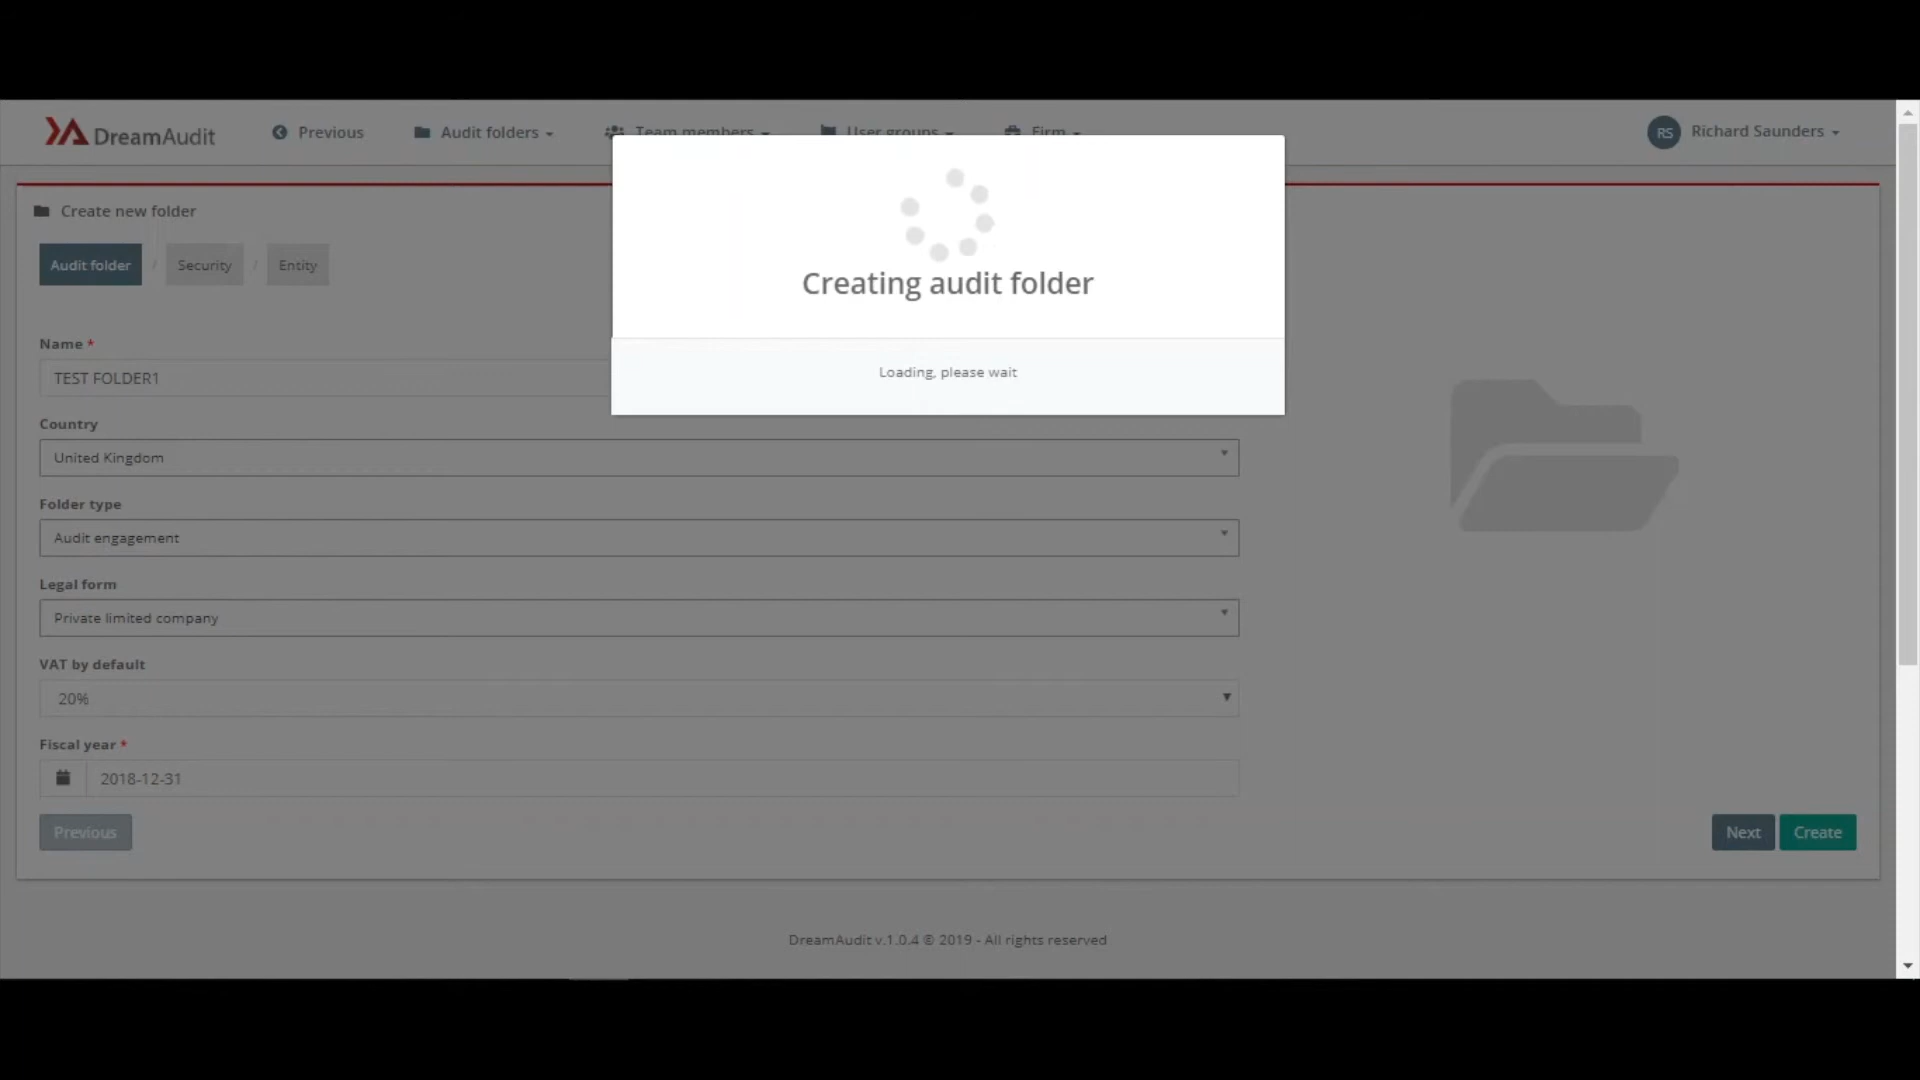 DreamAudit
Previous
Audit folders
Team members
User groups
Firm
RS
Richard Saunders
Create new folder
Audit folder / Security / Entity
Name *
TEST FOLDER1
Country
United Kingdom
Folder type
Audit engagement
Legal form
Private limited company
VAT by default
20%
Fiscal year *
2018-12-31
Previous
Next
Create
Creating audit folder
Loading, please wait
DreamAudit v.1.0.4 © 2019 - All rights reserved